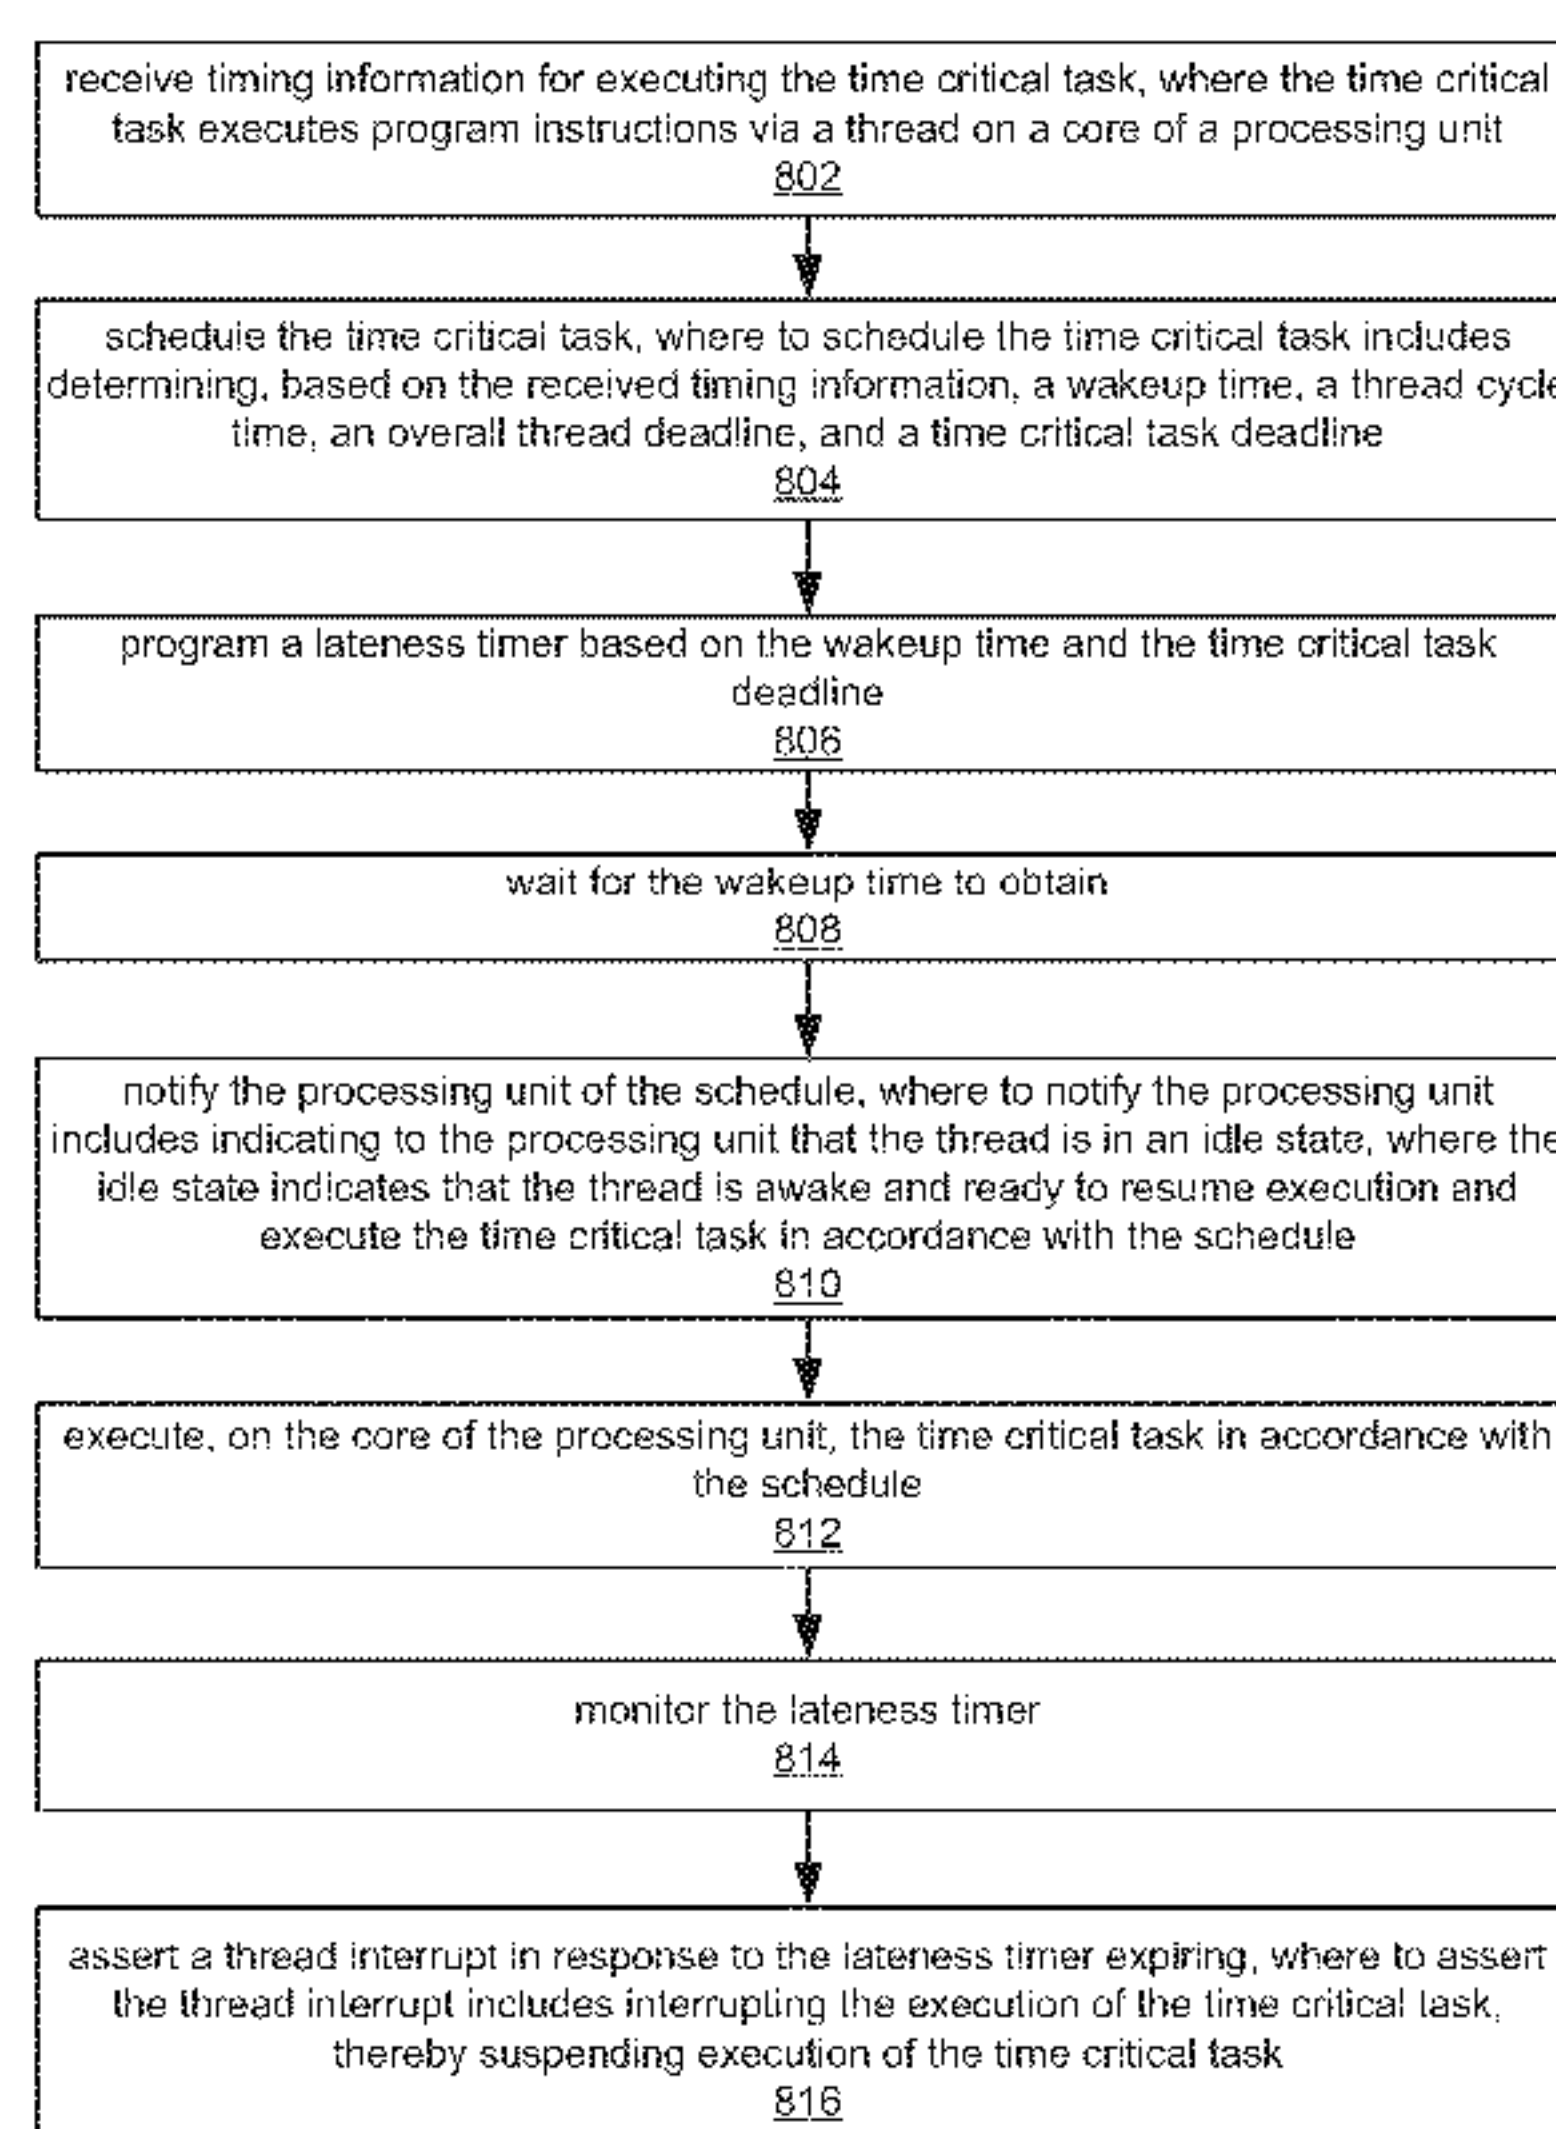 receive timing information for executing the time critical task, where the time critical
task executes program instructions via a thread on a core of a processing unit
802
schedule the time critical task, where to schedule the time critical task includes
determining, based on the received timing information, a wakeup time, a thread cycle
time, an overall thread deadline, and a time critical task deadline
804
program a lateness timer based on the wakeup time and the time critical task
deadline
806
wait for the wakeup time to obtain
808
notify the processing unit of the schedule, where to notify the processing unit
includes indicating to the processing unit that the thread is in an idle state, where the
idle state indicates that the thread is awake and ready to resume execution and
execute the time critical task in accordance with the schedule
810
execute, on the core of the processing unit, the time critical task in accordance with
the schedule
812
monitor the lateness timer
814
assert a thread interrupt in response to the lateness timer expiring, where to assert
the thread interrupt includes interrupting the execution of the time critical task,
thereby suspending execution of the time critical task
816